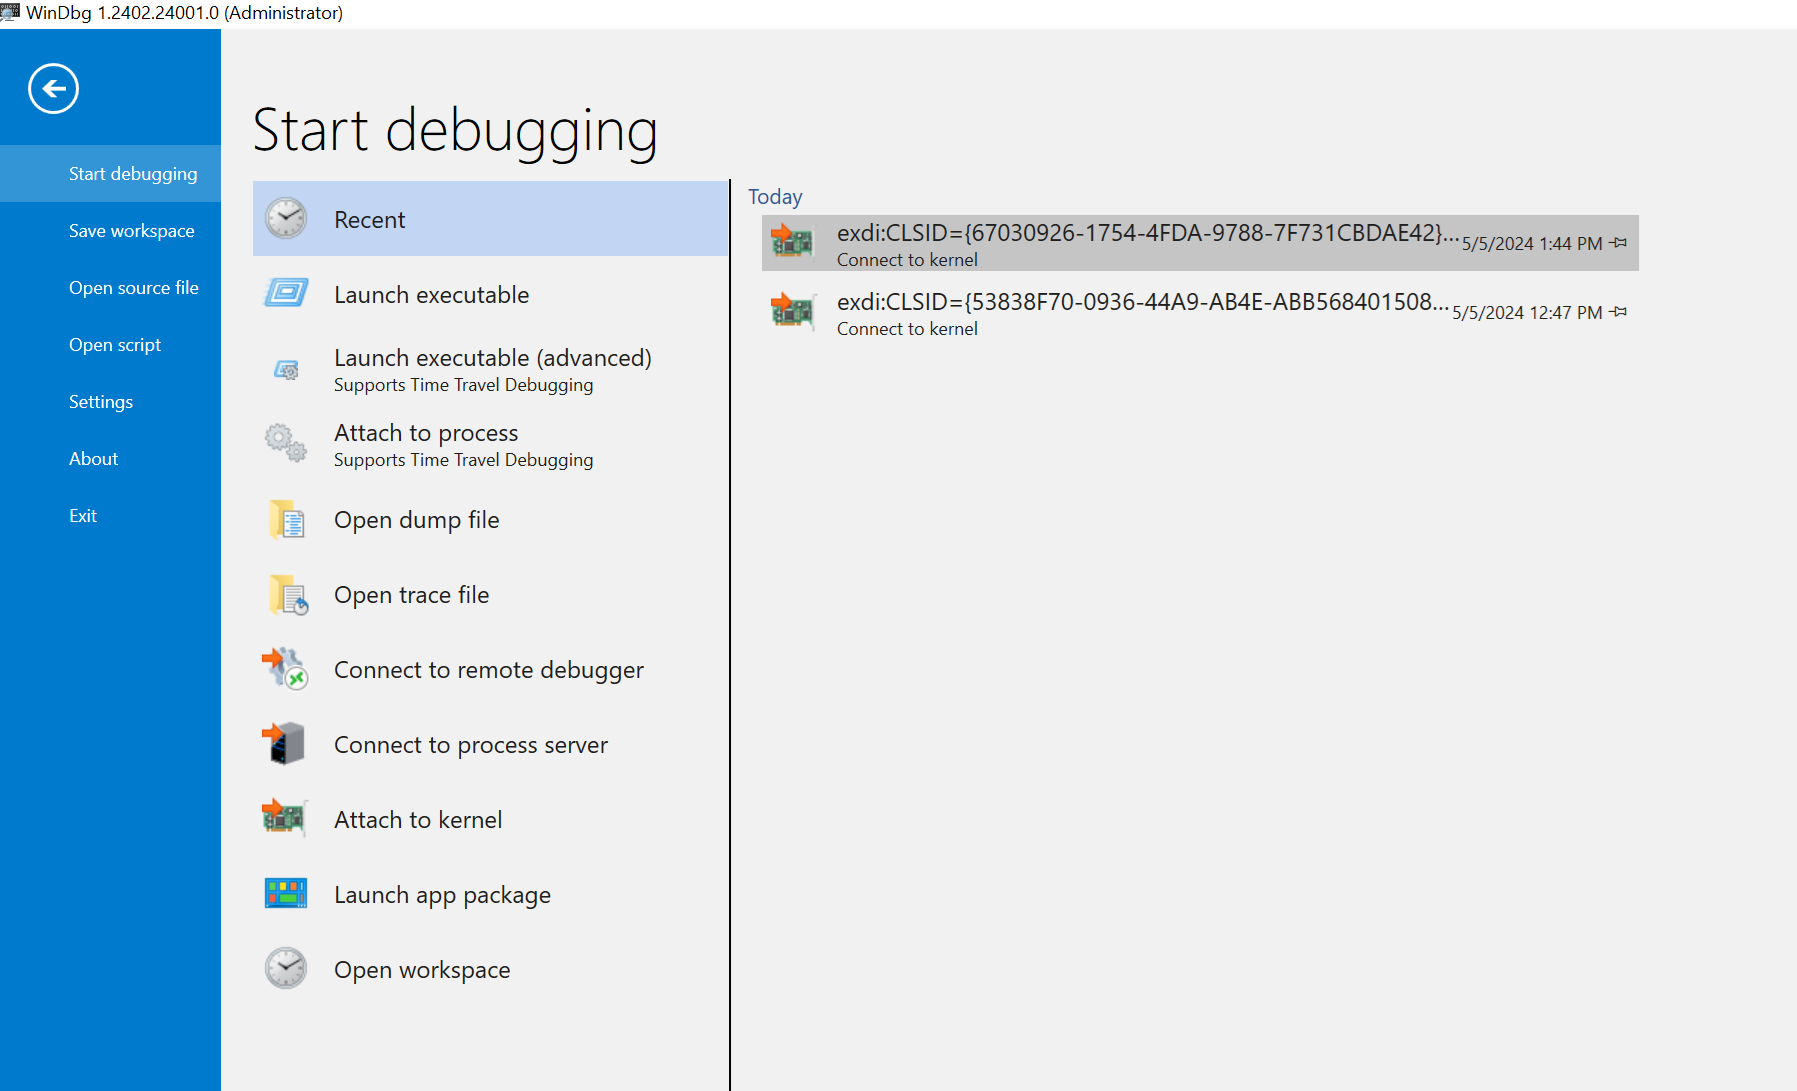 WinDbg 1.2402.24001.0 (Administrator)
Start debugging
Save workspace
Open source file
Open script
Settings
About
Exit
Start debugging
Recent
Launch executable
Launch executable (advanced)
Supports Time Travel Debugging
Attach to process
Supports Time Travel Debugging
Open dump file
Open trace file
Connect to remote debugger
Connect to process server
Attach to kernel
Launch app package
Open workspace
Today
exdi:CLSID={67030926-1754-4FDA-9788-7F731CBDAE42}... 5/5/2024 1:44 PM
Connect to kernel
exdi:CLSID={53838F70-0936-44A9-AB4E-ABB568401508... 5/5/2024 12:47 PM
Connect to kernel